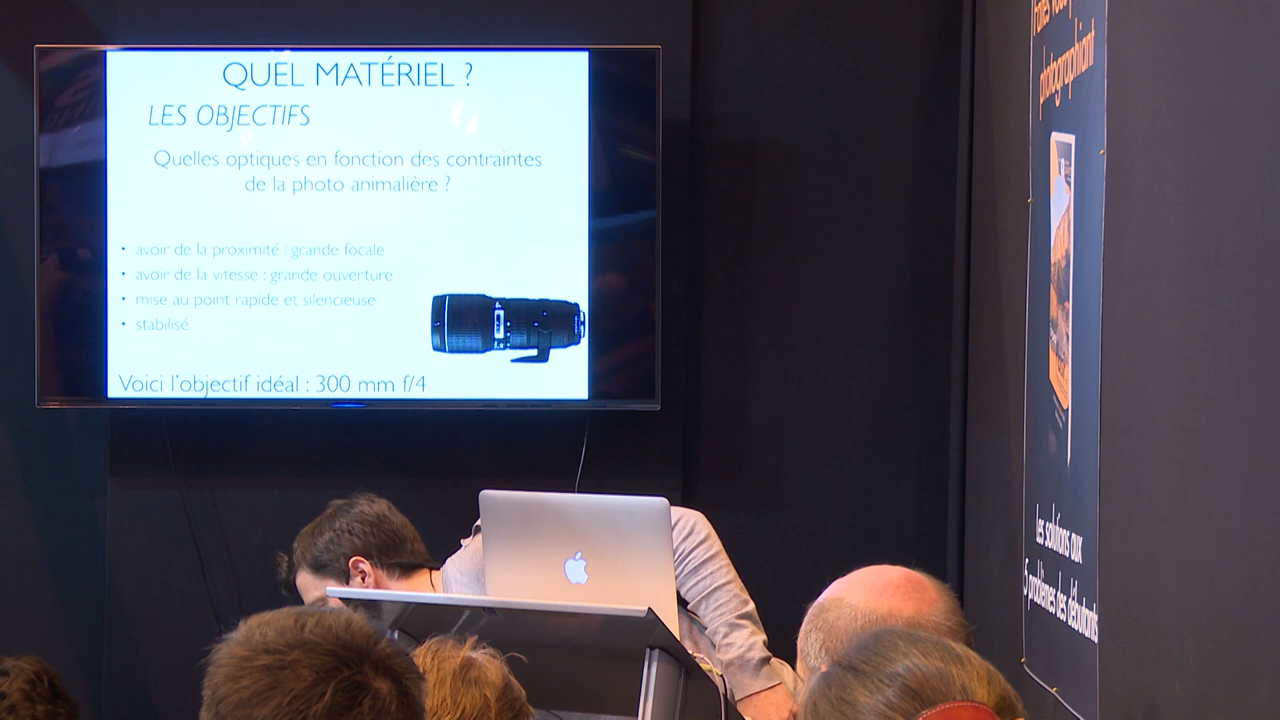 QUEL MATÉRIEL ?
LES OBJECTIFS
Quelles optiques en fonction des contraintes
de la photo animalière ?
• avoir de la proximité : grande focale
• avoir de la vitesse : grande ouverture
• mise au point rapide et silencieuse
• stabilisé
Voici l'objectif idéal : 300 mm f/4
photographiant
Les solutions aux
5 problèmes des débutants